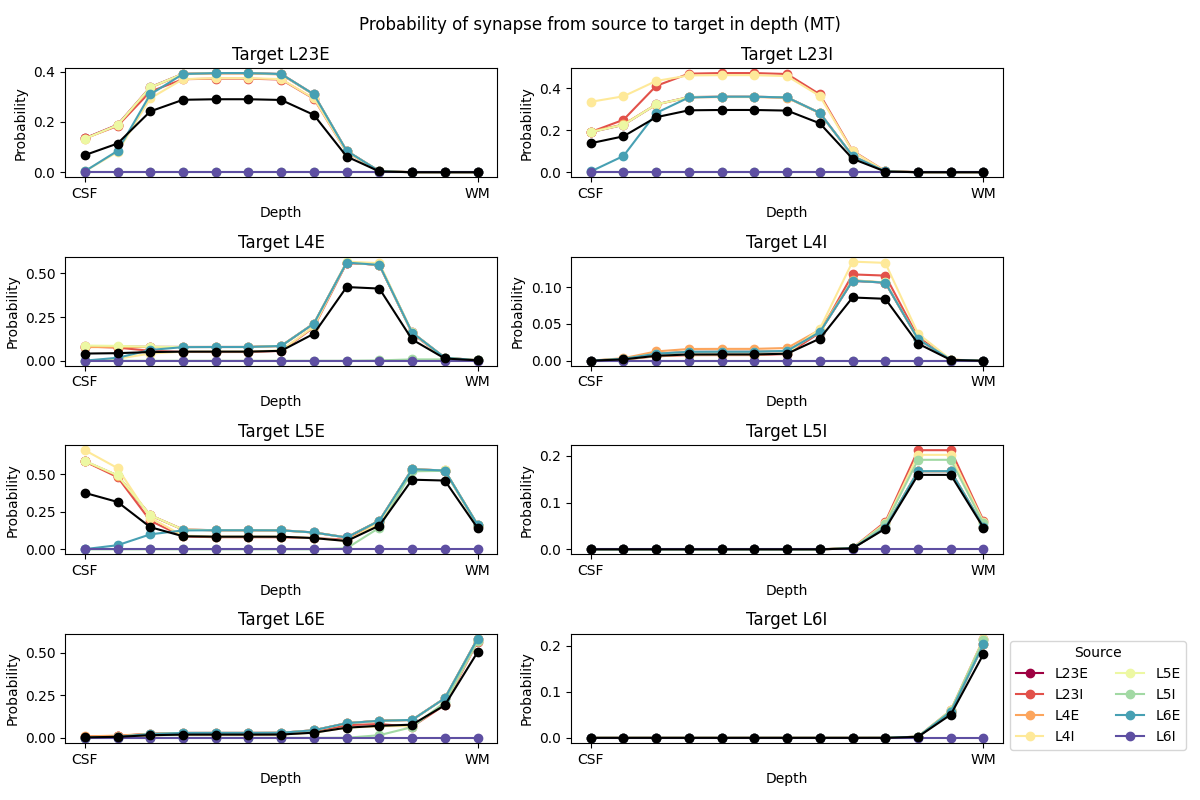 Probability of synapse from source to target in depth (MT)
Target L23E
Probability
0.4
0.2
0.0
CSF
WM
Depth
Target L23I
Probability
0.4
0.2
0.0
CSF
WM
Depth
Target L4E
Probability
0.50
0.25
0.00
CSF
WM
Depth
Target L4I
Probability
0.10
0.05
0.00
CSF
WM
Depth
Target L5E
Probability
0.50
0.25
0.00
CSF
WM
Depth
Target L5I
Probability
0.2
0.1
0.0
CSF
WM
Depth
Target L6E
Probability
0.50
0.25
0.00
CSF
WM
Depth
Target L6I
Probability
0.2
0.1
0.0
CSF
WM
Depth
Source
L23E
L23I
L4E
L4I
L5E
L5I
L6E
L6I